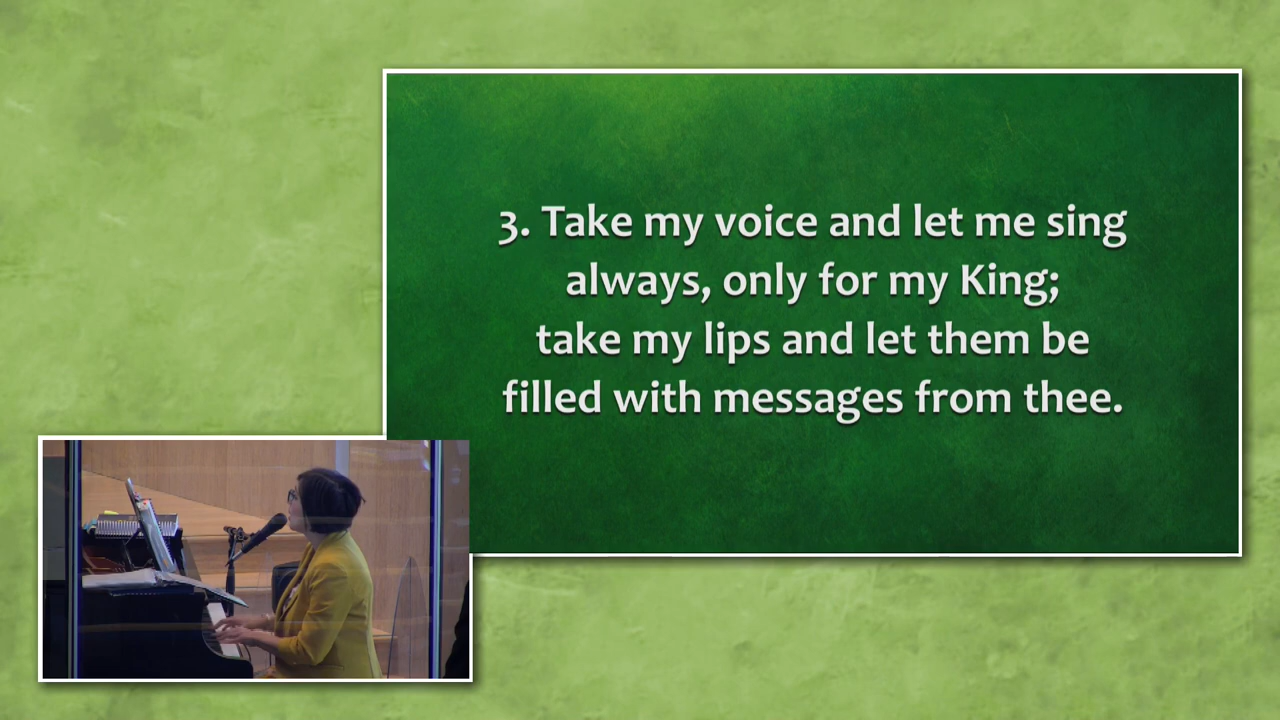 3. Take my voice and let me sing
always, only for my King;
take my lips and let them be
filled with messages from thee.